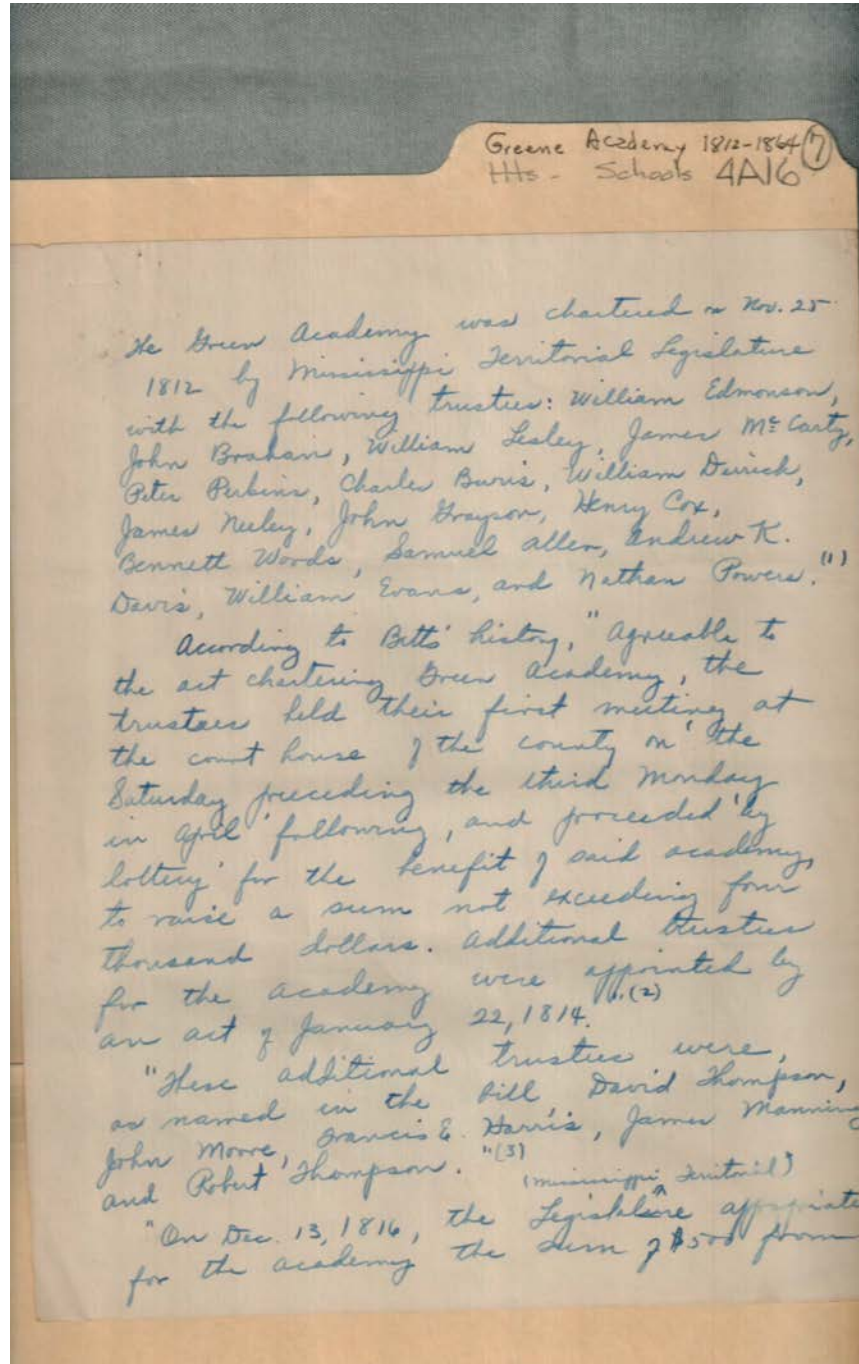 Greene Academy 1812-1864 (7)
HHs - Schools 4A16
The Green Academy was chartered on Nov. 25
1812 by Mississippi Territorial Legislature
with the following trustees: William Edmonson,
John Brahan, William Lesley, James McCarty,
Peter Perkins, Charles Buris, William Derrick,
James Neeley, John Grayson, Henry Cox,
Bennett Woods, Samuel Allen, Andrew K.
Davis, William Evans, and Nathan Powers."(1)
According to Betts' history, "Agreeable to
the act chartering Green Academy, the
trustees held their first meeting at
the court house of the county on the
Saturday preceding the third Monday
in April following, and proceeded 'by
lottery' for the benefit of said academy,
to raise a sum not exceeding four
thousand dollars. Additional trustees
for the academy were appointed by
an act of January 22, 1814."(2)
"These additional trustees were,
as named in the bill David Thompson,
John Moore, Francis E. Harris, James Manning
and Robert Thompson."(3)
(Mississippi Territorial)
"On Dec. 13, 1816, the Legislature appropriate
for the academy the sum of $500 from